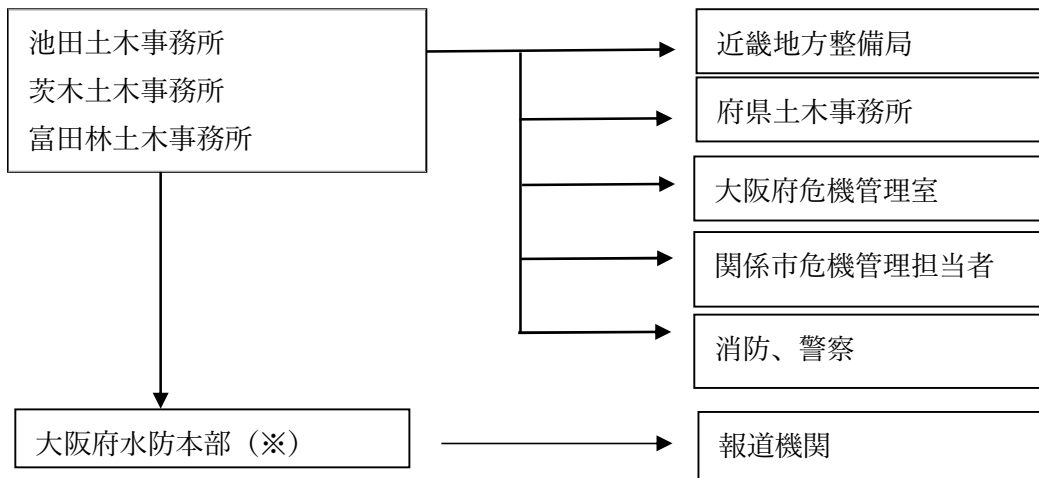 池田土木事務所
茨木土木事務所
富田林土木事務所
近畿地方整備局
府県土木事務所
大阪府危機管理室
関係市危機管理担当者
消防、警察
大阪府水防本部（※）
報道機関